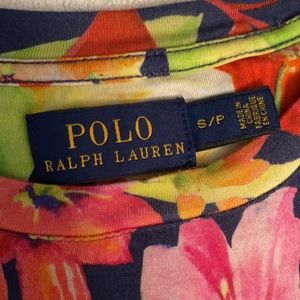 POLO
RALPH LAUREN
S/P
MADE IN
CHINA
FABRIQUÉ
EN CHINE